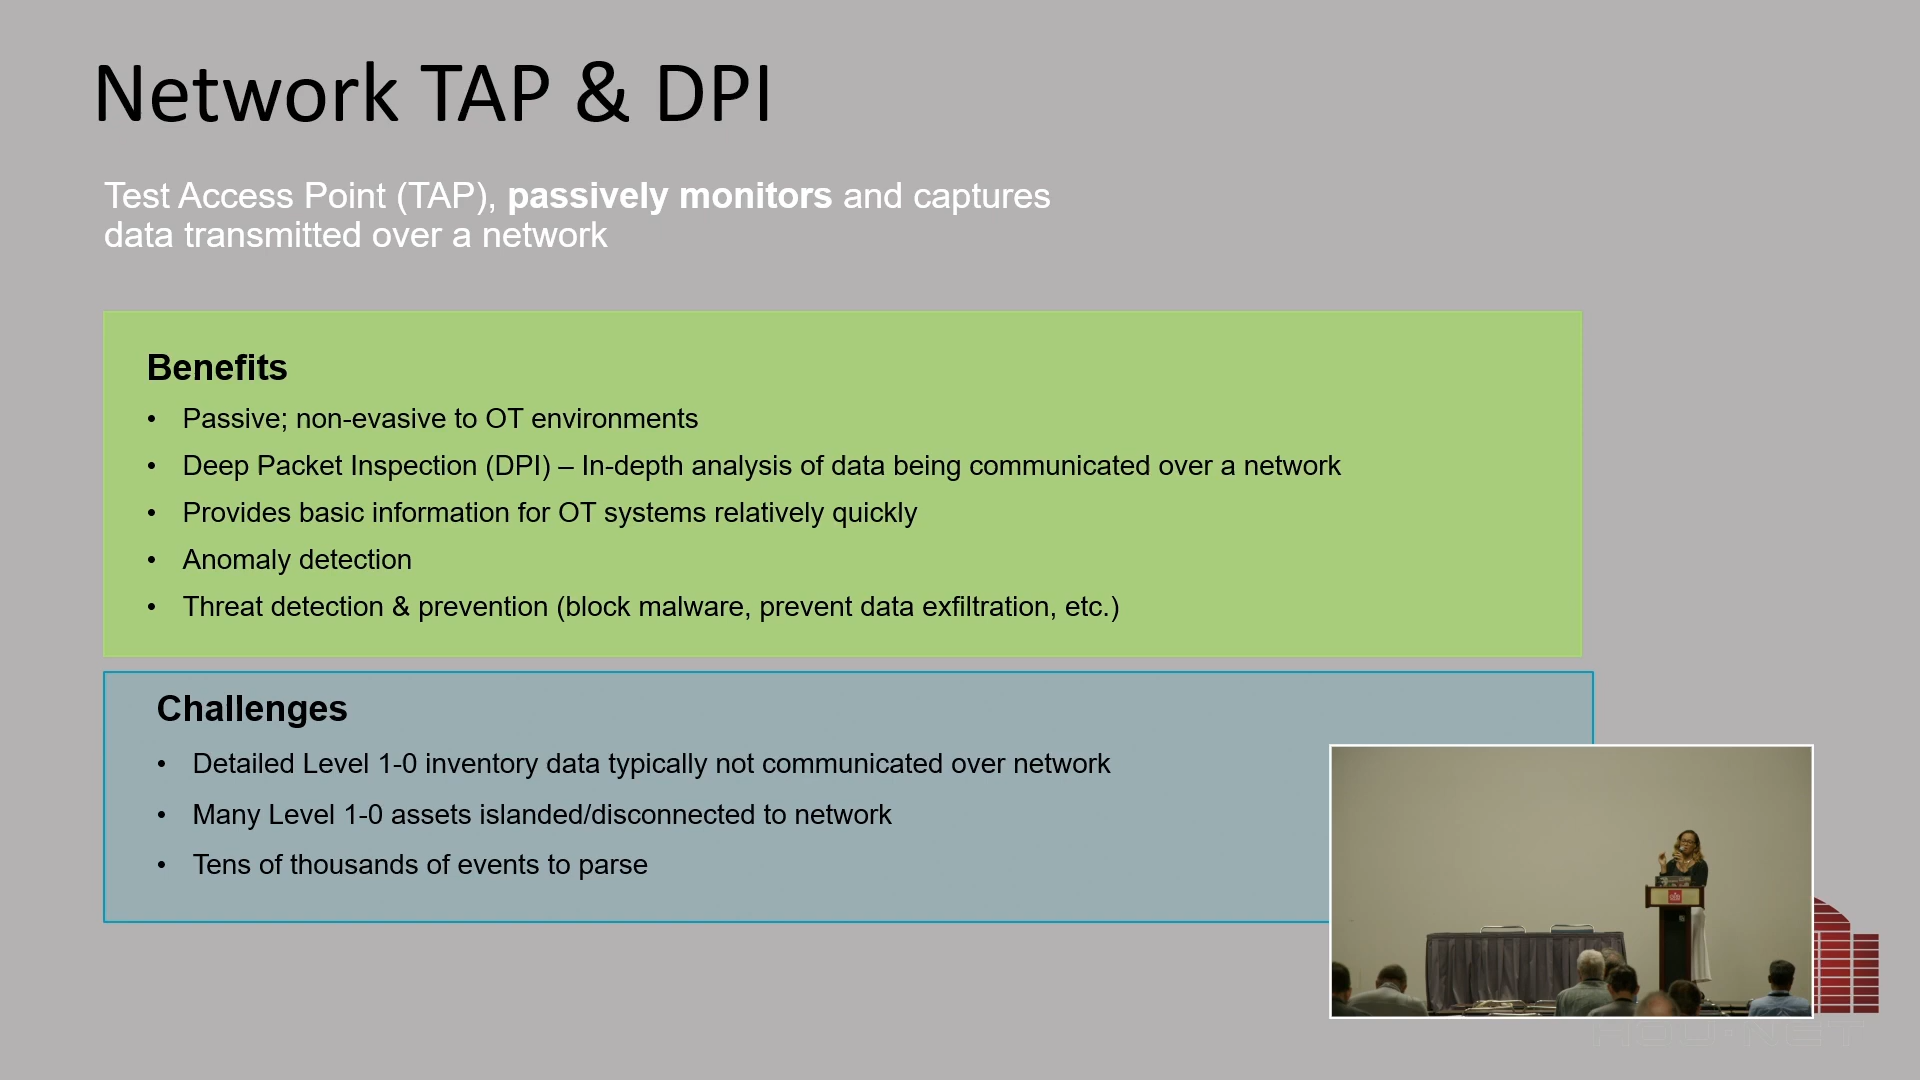 Network TAP & DPI
Test Access Point (TAP), passively monitors and captures
data transmitted over a network
Benefits
• Passive; non-evasive to OT environments
• Deep Packet Inspection (DPI) – In-depth analysis of data being communicated over a network
• Provides basic information for OT systems relatively quickly
• Anomaly detection
• Threat detection & prevention (block malware, prevent data exfiltration, etc.)
Challenges
• Detailed Level 1-0 inventory data typically not communicated over network
• Many Level 1-0 assets islanded/disconnected to network
• Tens of thousands of events to parse